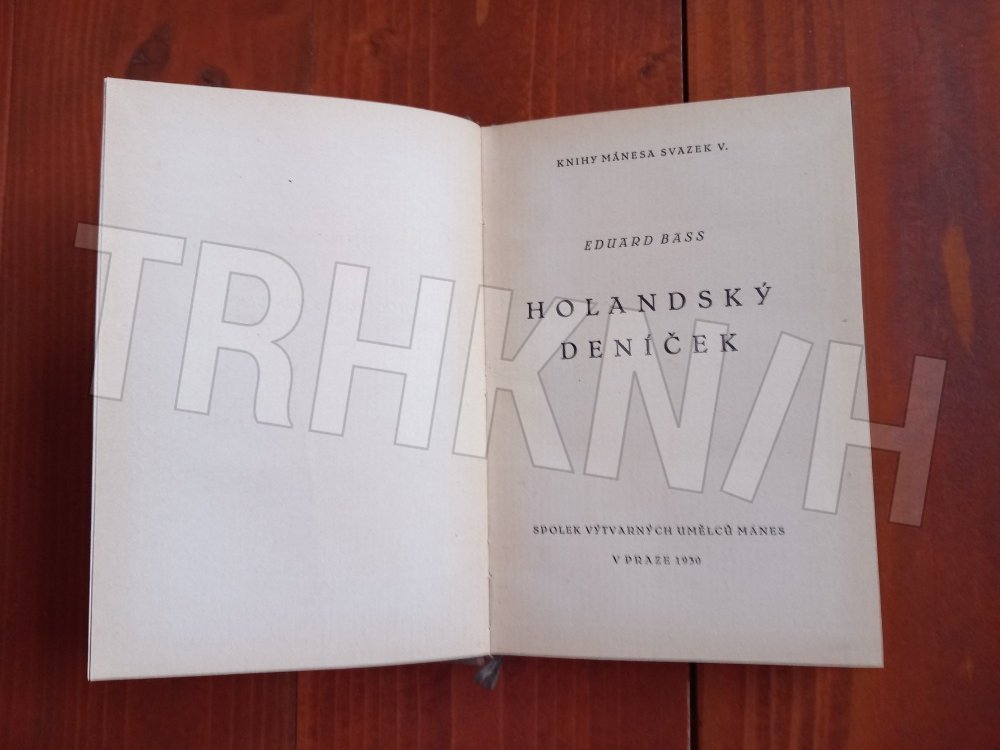 KNIHY MÁNESA SVAZEK V.
EDUARD BASS
HOLANDSKÝ
DENÍČEK
TRHKNIH
SPOLEK VÝTVARNÝCH UMĚLCŮ MÁNES
V PRAZE 1930